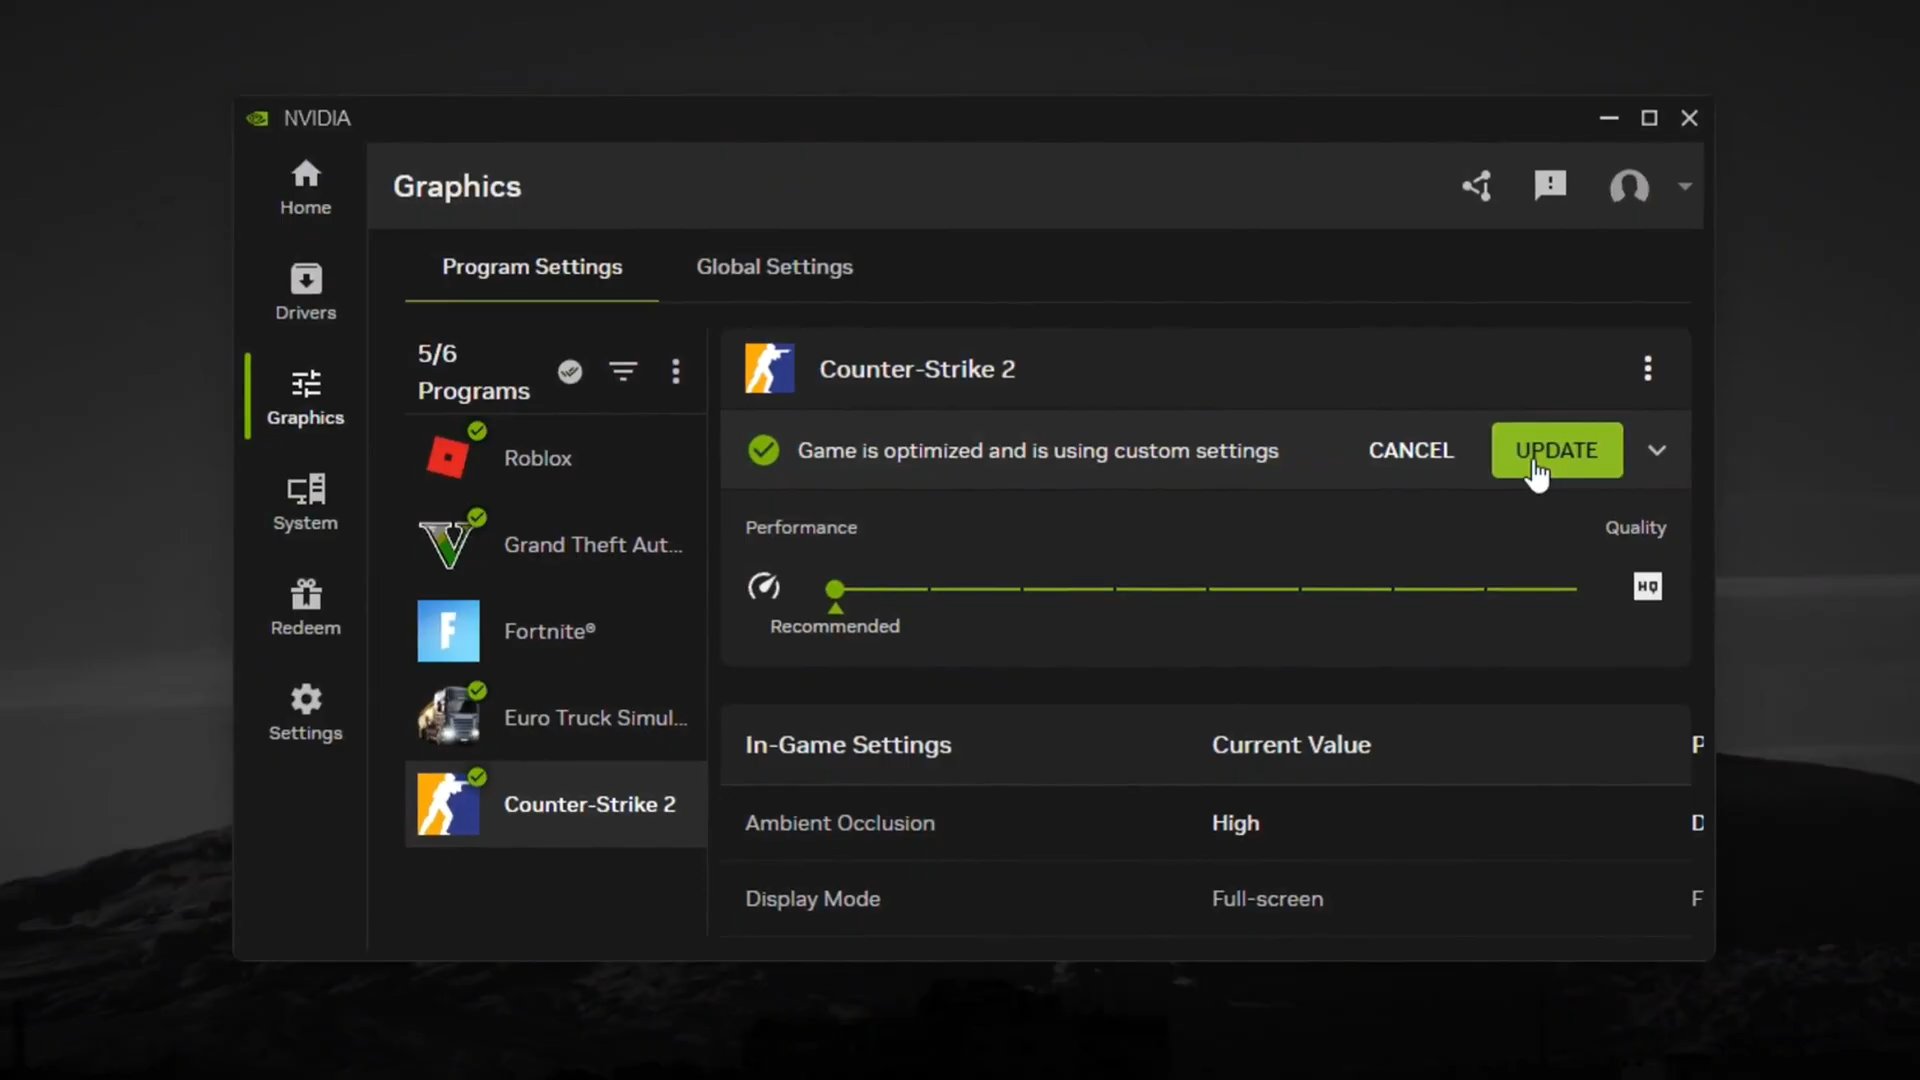 NVIDIA
Home
Drivers
Graphics
System
Redeem
Settings
Graphics
Program Settings
Global Settings
5/6
Programs
Roblox
Grand Theft Aut...
F
Fortnite®
Euro Truck Simul...
Counter-Strike 2
Counter-Strike 2
Game is optimized and is using custom settings
CANCEL
UPDATE
Performance
Quality
HQ
Recommended
In-Game Settings
Current Value
P
Ambient Occlusion
High
D
Display Mode
Full-screen
F